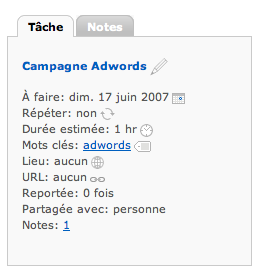 Tâche Notes
Campagne Adwords
À faire: dim. 17 juin 2007
Répéter: non
Durée estimée: 1 hr
Mots clés: adwords
Lieu: aucun
URL: aucun
Reportée: 0 fois
Partagée avec: personne
Notes: 1